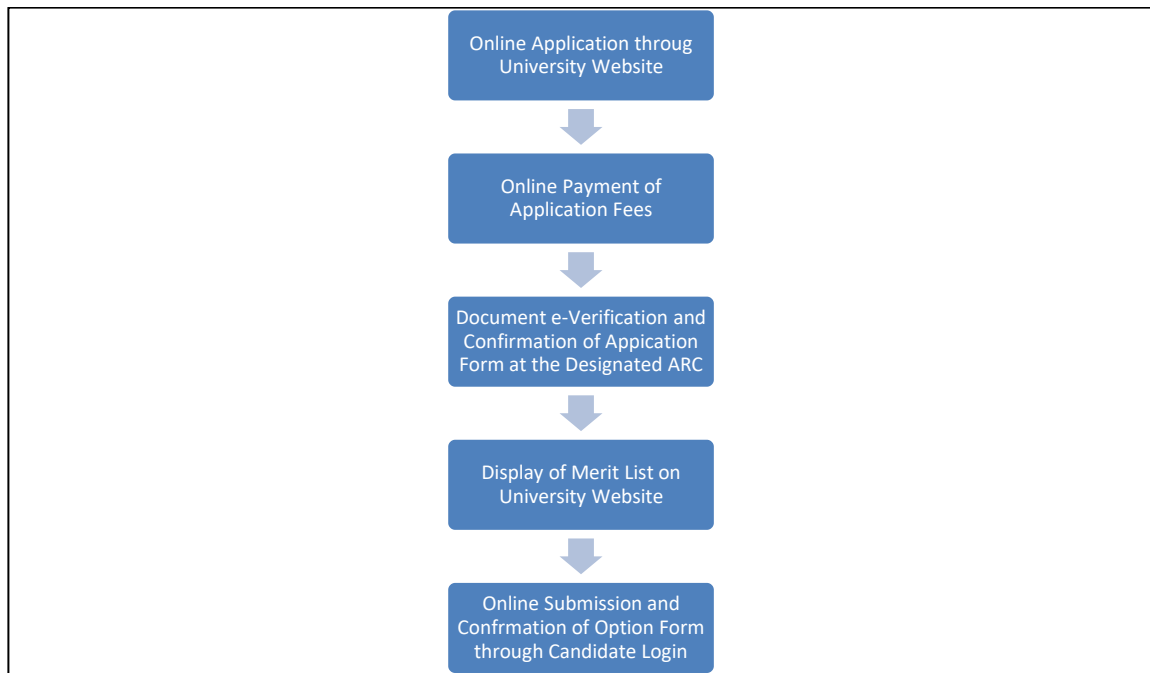 Online Application throug
University Website
Online Payment of
Application Fees
Document e-Verification and
Confirmation of Appication
Form at the Designated ARC
Display of Merit List on
University Website
Online Submission and
Confrmation of Option Form
through Candidate Login